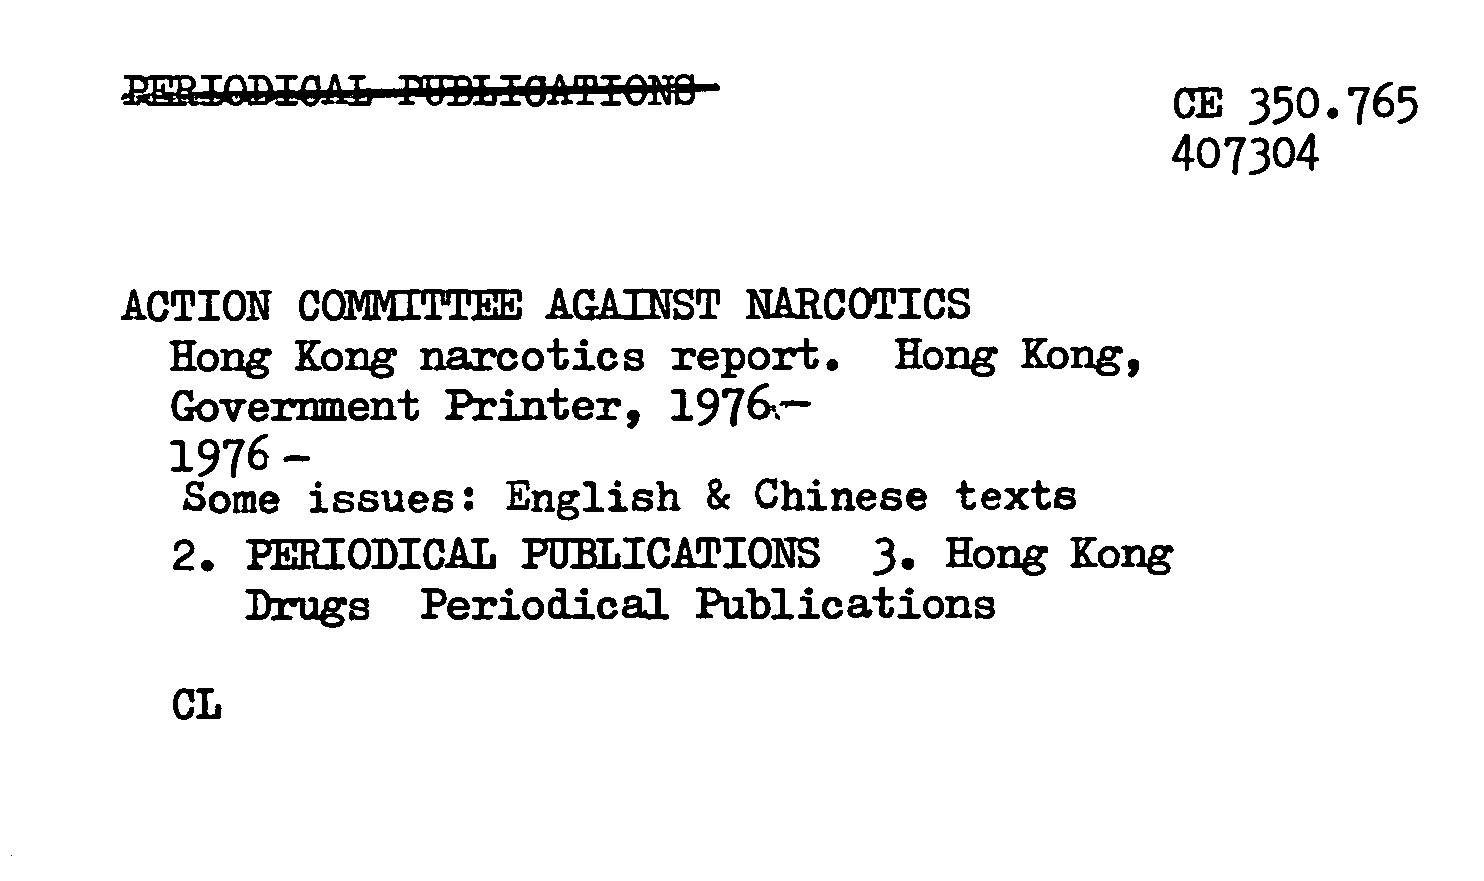 PERIODICAL PUBLICATIONS
CE 350.765
407304
ACTION COMMITTEE AGAINST NARCOTICS
Hong Kong narcotics report. Hong Kong,
Government Printer, 1976.-
1976 -
Some issues: English & Chinese texts
2. PERIODICAL PUBLICATIONS 3. Hong Kong
Drugs Periodical Publications
CL